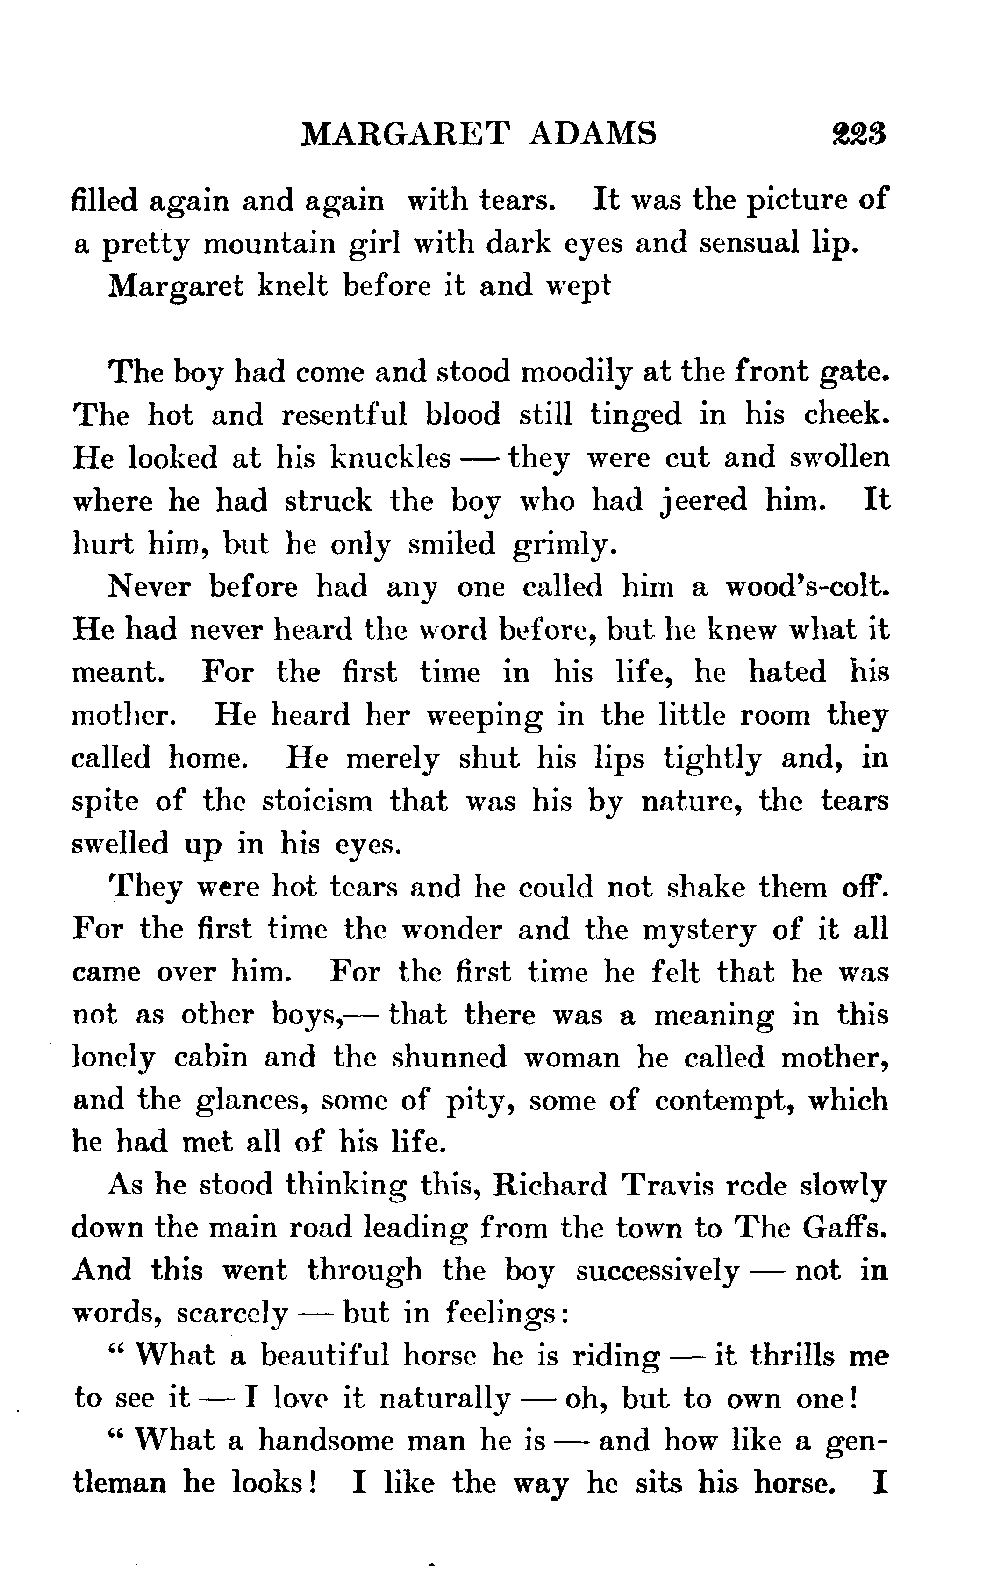 MARGARET ADAMS 223
filled again and again with tears. It was the picture of
a pretty mountain girl with dark eyes and sensual lip.
Margaret knelt before it and wept
The boy had come and stood moodily at the front gate.
The hot and resentful blood still tinged in his cheek.
He looked at his knuckles — they were cut and swollen
where he had struck the boy who had jeered him. It
hurt him, but he only smiled grimly.
Never before had any one called him a wood's-colt.
He had never heard the word before, but he knew what it
meant. For the first time in his life, he hated his
mother. He heard her weeping in the little room they
called home. He merely shut his lips tightly and, in
spite of the stoicism that was his by nature, the tears
swelled up in his eyes.
They were hot tears and he could not shake them off.
For the first time the wonder and the mystery of it all
came over him. For the first time he felt that he was
not as other boys,— that there was a meaning in this
lonely cabin and the shunned woman he called mother,
and the glances, some of pity, some of contempt, which
he had met all of his life.
As he stood thinking this, Richard Travis rode slowly
down the main road leading from the town to The Gaffs.
And this went through the boy successively — not in
words, scarcely — but in feelings:
" What a beautiful horse he is riding — it thrills me
to see it — I love it naturally — oh, but to own one!
" What a handsome man he is — and how like a gen-
tleman he looks! I like the way he sits his horse. I